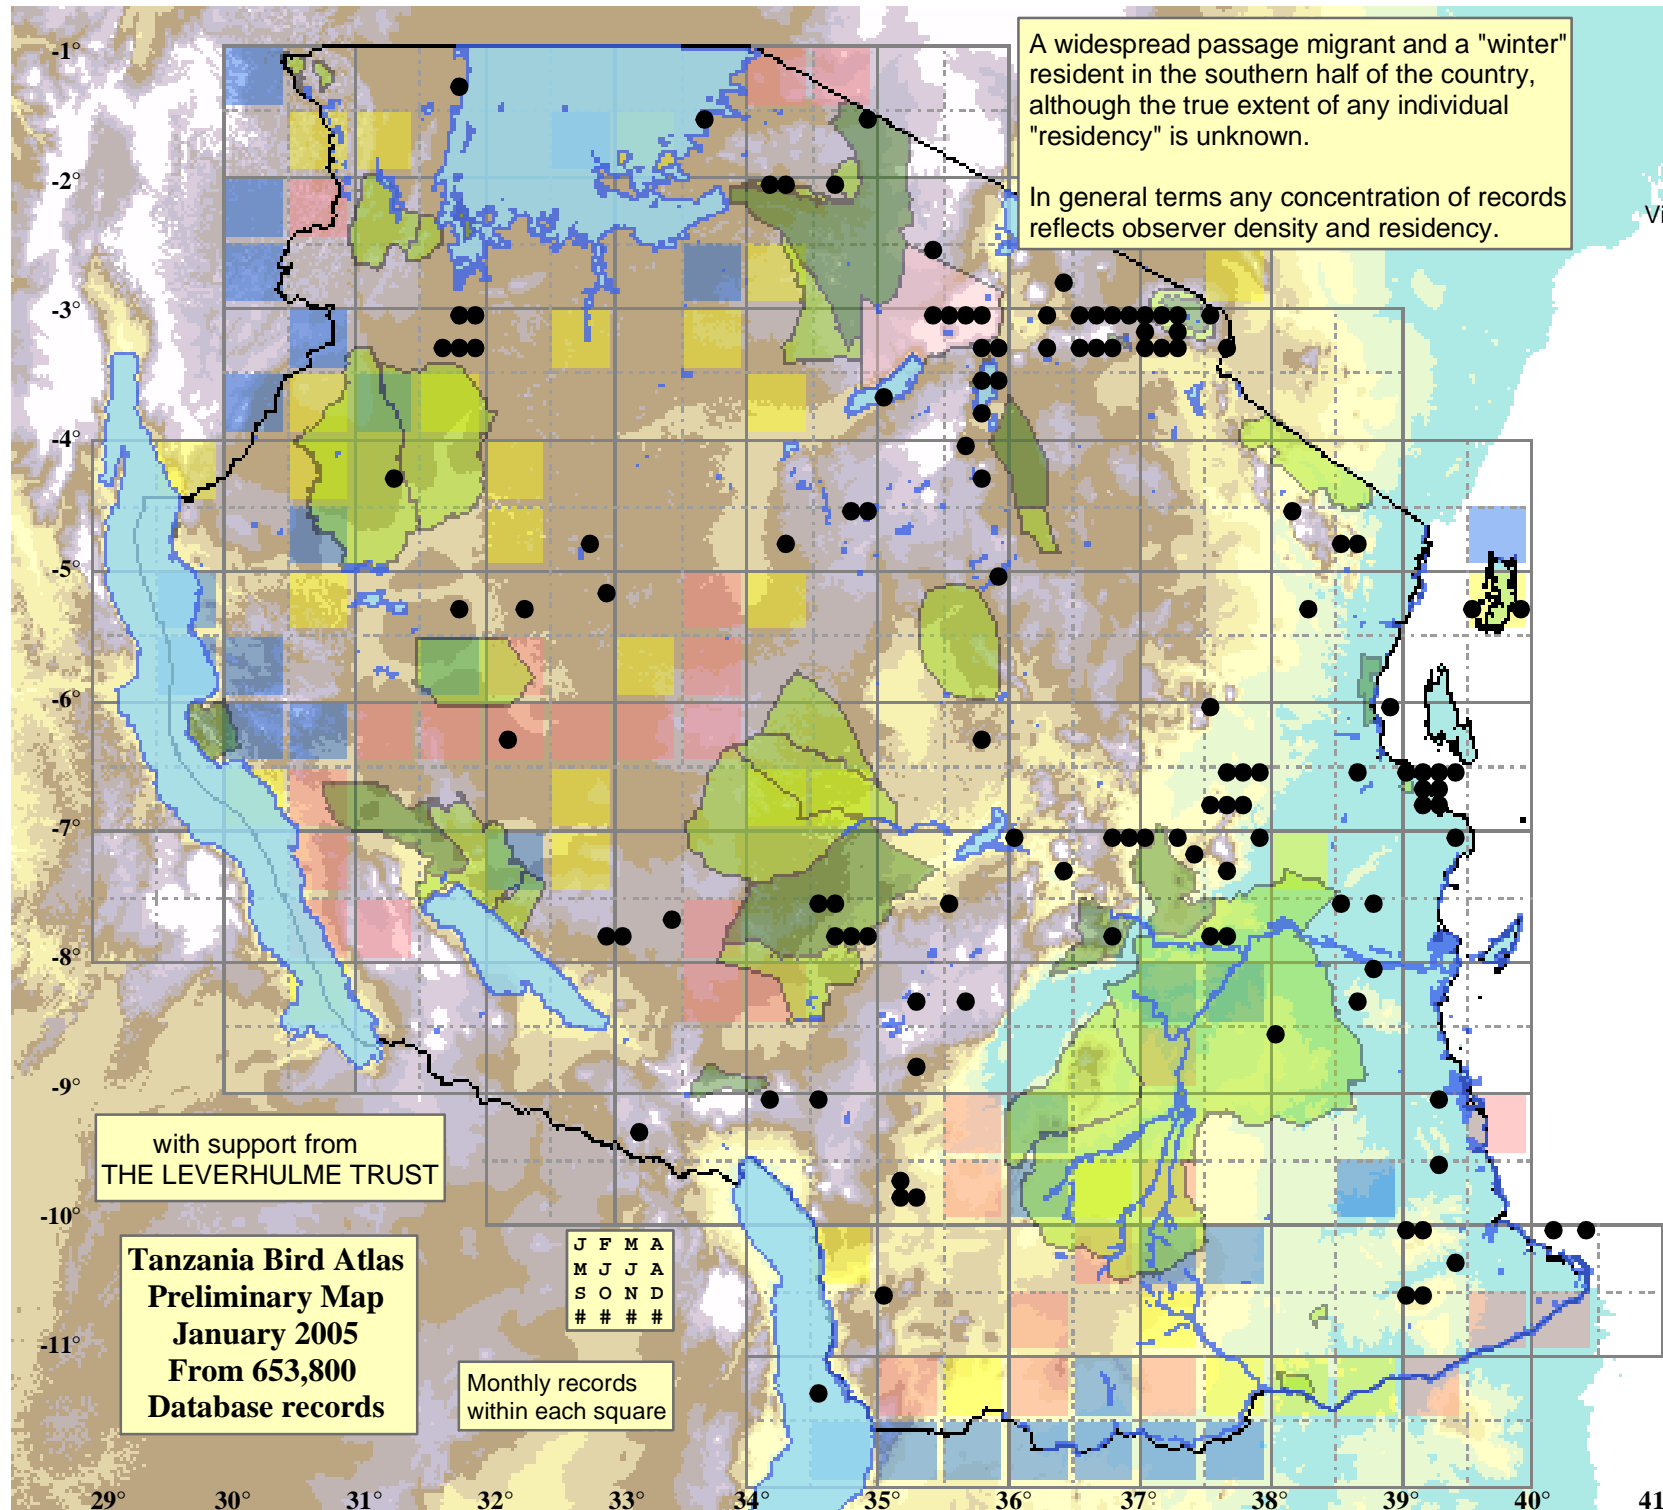 A widespread passage migrant and a "winter"
resident in the southern half of the country,
although the true extent of any individual
"residency" is unknown.
In general terms any concentration of records
reflects observer density and residency.
Vi
-1°
-2°
-3°
-4°
-5°
-6°
-7°
-8°
-9°
-10°
-11°
with support from
THE LEVERHULME TRUST
Tanzania Bird Atlas
Preliminary Map
January 2005
From 653,800
Database records
J F M A
M J J A
S O N D
# # # #
Monthly records
within each square
29° 30° 31° 32° 33° 34° 35° 36° 37° 38° 39° 40° 41